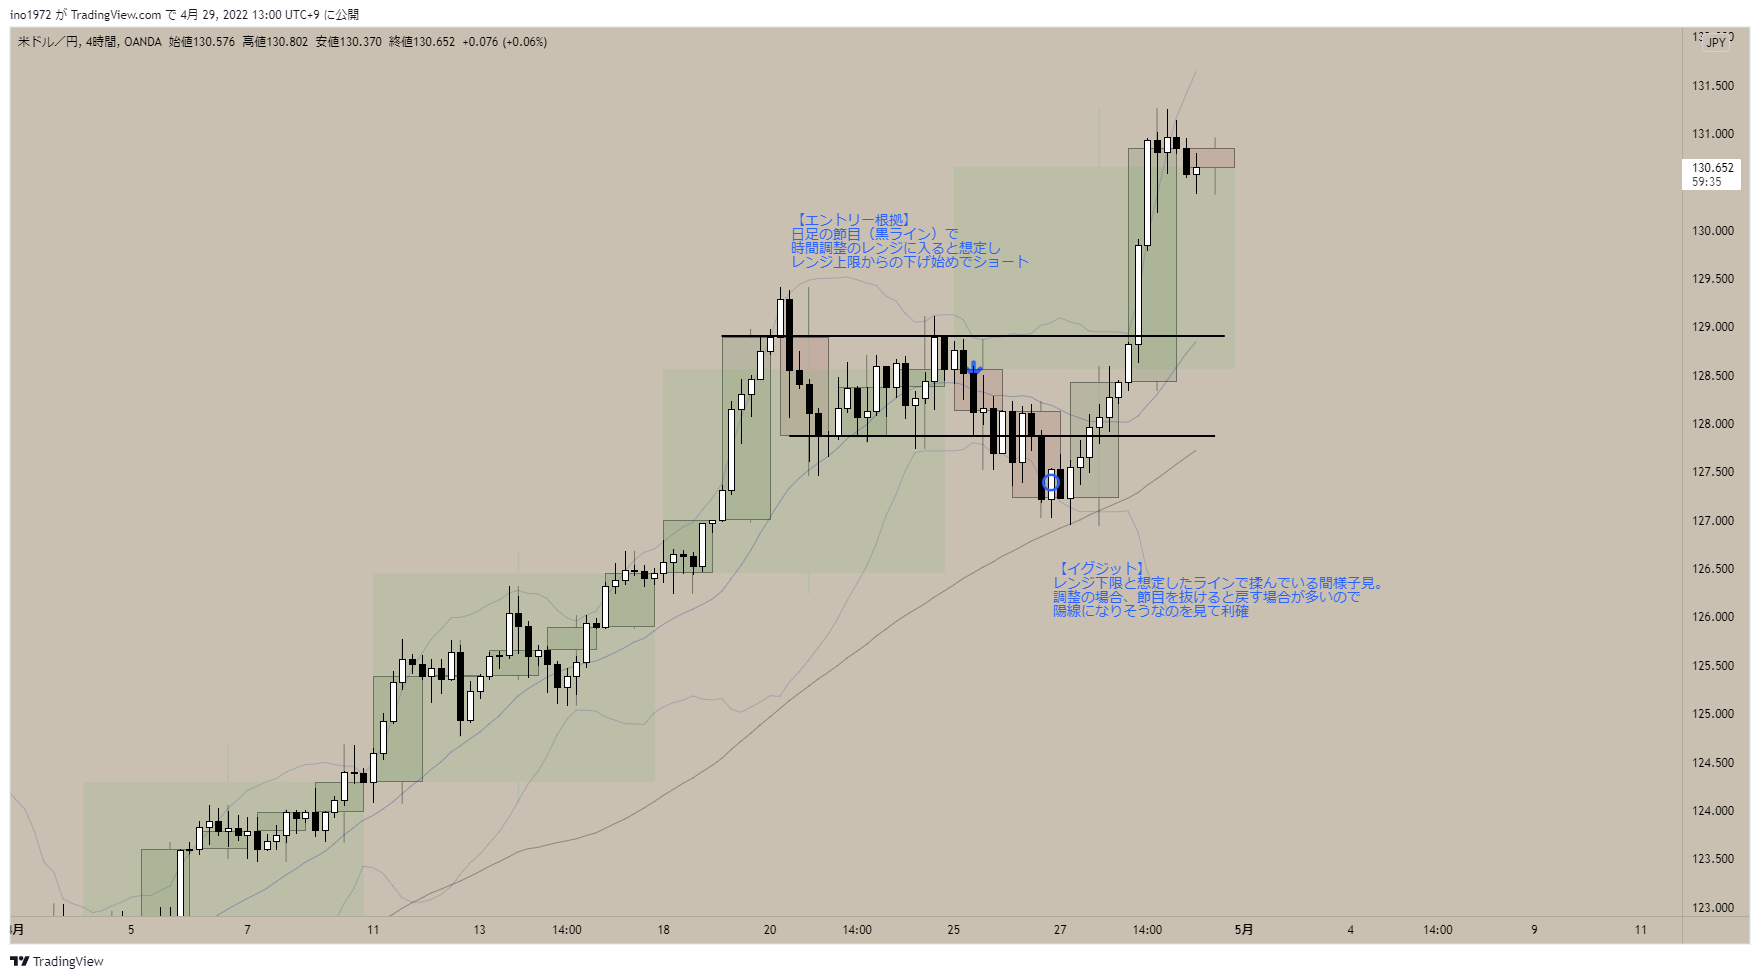 ino1972 が TradingView.com で 4月 29, 2022 13:00 UTC+9 に公開
米ドル／円, 4時間, OANDA 始値130.576 高値130.802 安値130.370 終値130.652 +0.076 (+0.06%)
JPY
131.500
131.000
130.652
59:35
130.000
129.500
129.000
128.500
128.000
127.500
127.000
126.500
126.000
125.500
125.000
124.500
124.000
123.500
123.000
【エントリー根拠】
日足の節目（黒ライン）で
時間調整のレンジに入ると想定し
レンジ上限からの下げ始めでショート
【イグジット】
レンジ下限と想定したラインで揉んでいる間様子見。
調整の場合、節目を抜けると戻す場合が多いので
陽線になりそうなのを見て利確
月 5 7 11 13 14:00 18 20 14:00 25 27 14:00 5月 4 14:00 9 11
TradingView